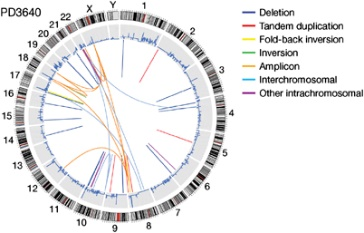 PD3640
Deletion
Tandem duplication
Fold-back inversion
Inversion
Amplicon
Interchromosomal
Other intrachromosomal
X
Y
1
2
3
4
5
6
7
8
9
10
11
12
13
14
15
16
17
18
19
20
21
22